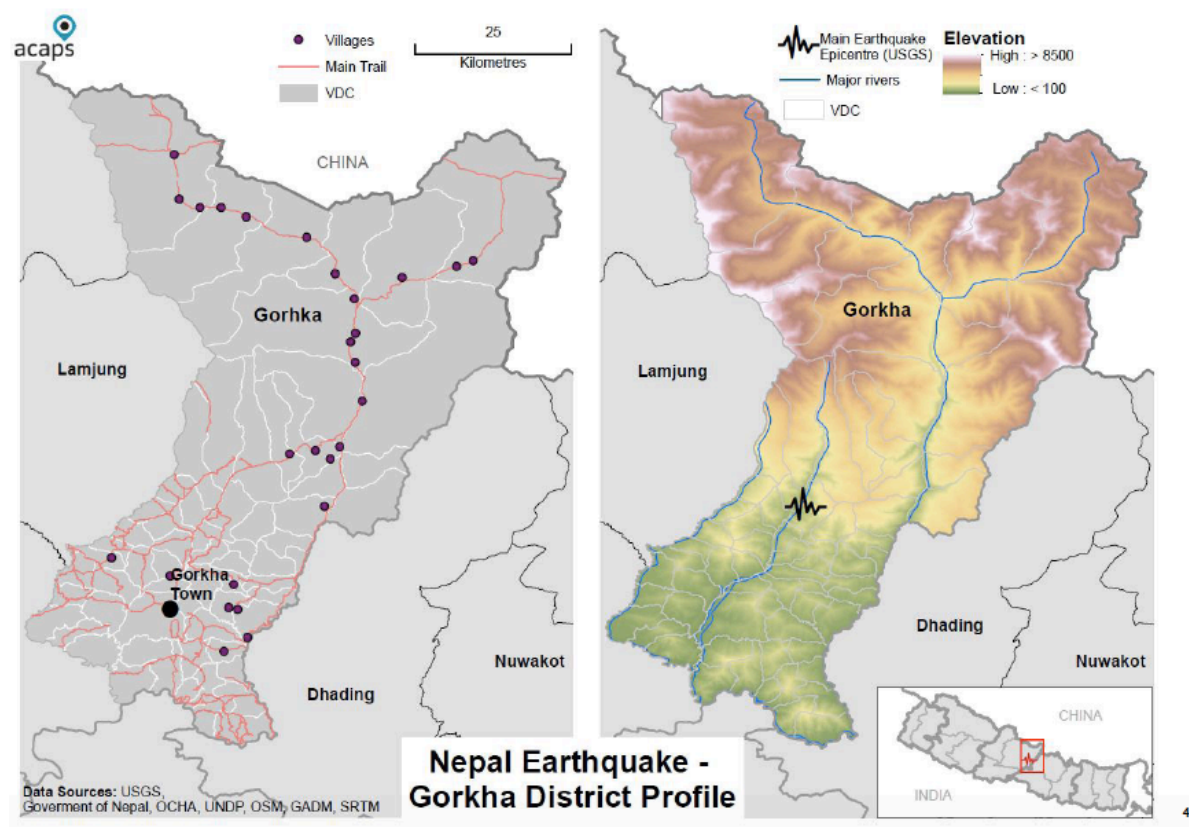 acaps
Villages
Main Trail
VDC
25
Kilometres
CHINA
Gorhka
Lamjung
Gorkha
Town
Dhading
Nuwakot
Data Sources: USGS,
Goverment of Nepal, OCHA, UNDP, OSM, GADM, SRTM
Main Earthquake
Epicentre (USGS)
Major rivers
VDC
Elevation
High : > 8500
Low : < 100
Gorkha
Lamjung
Dhading
Nuwakot
CHINA
INDIA
Nepal Earthquake -
Gorkha District Profile
4